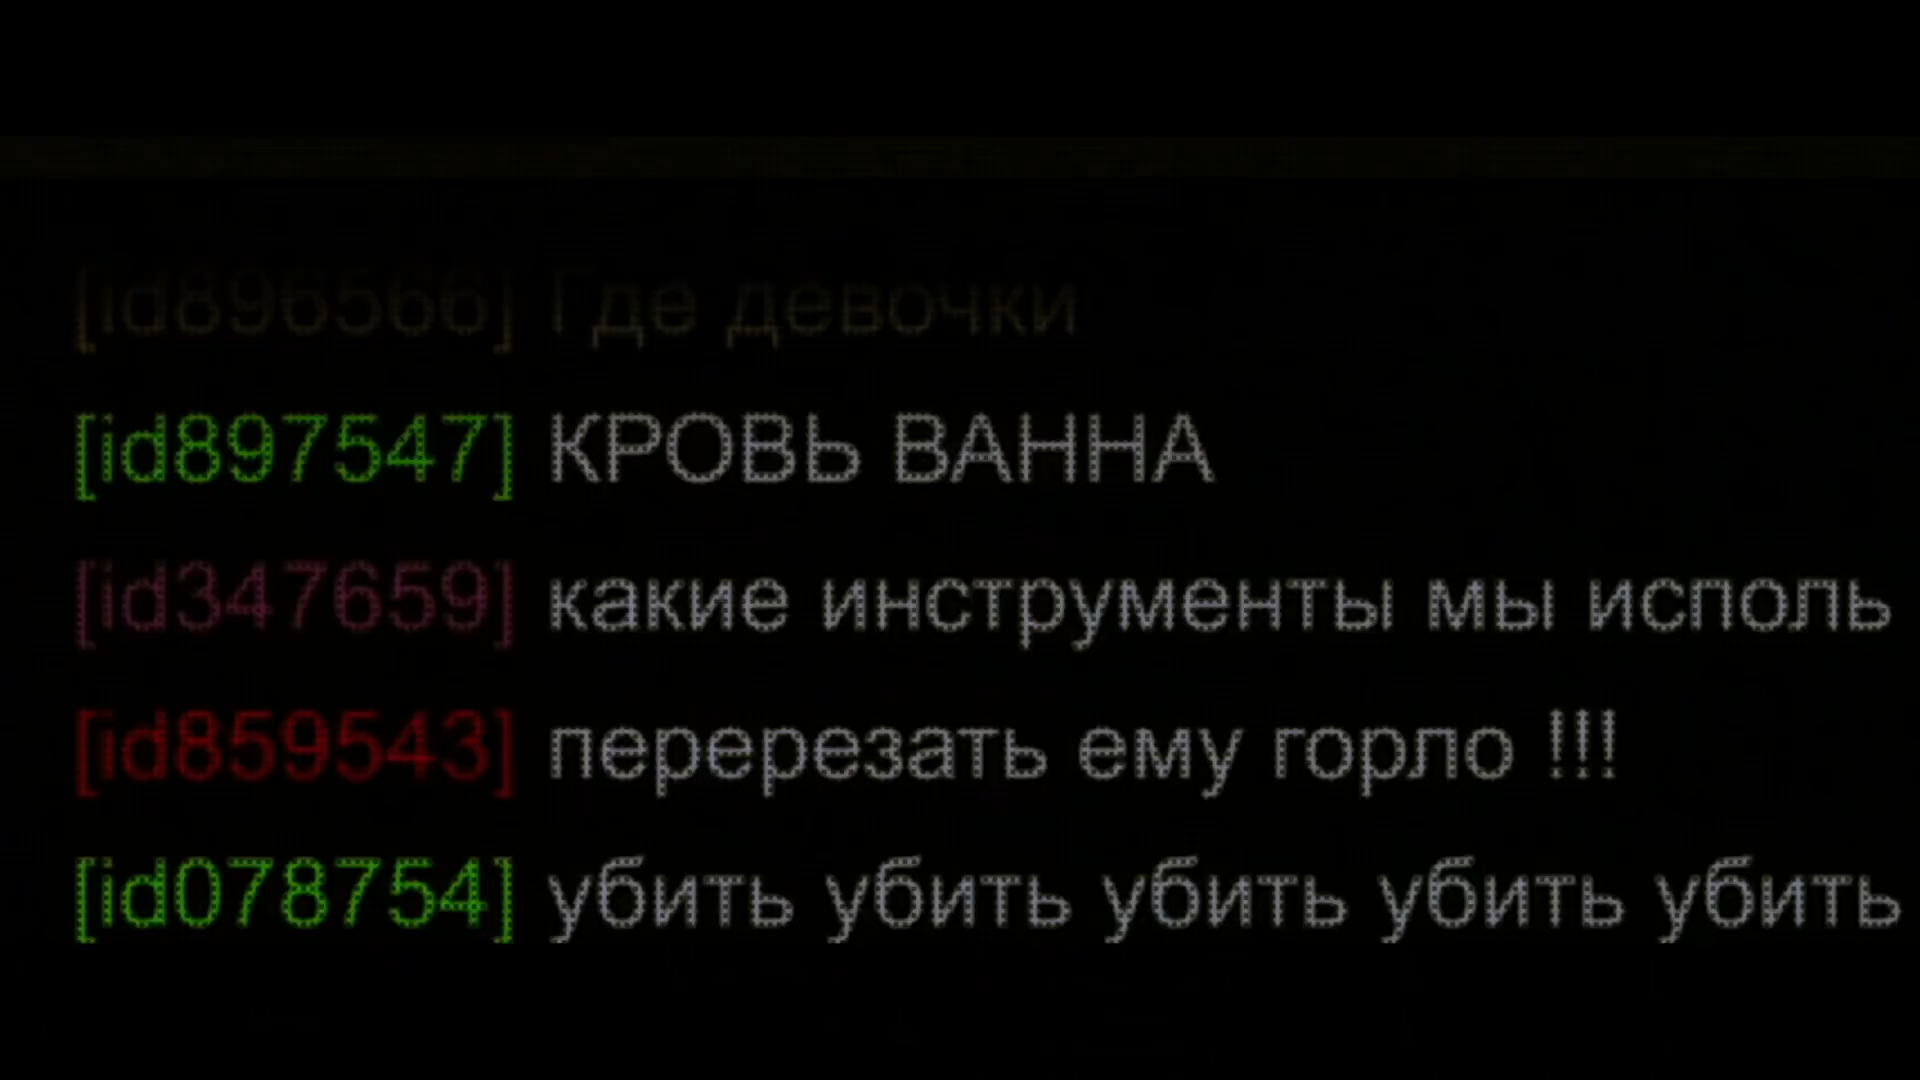 [id896566] Где девочки
[id897547] КРОВЬ ВАННА
[id347659] какие инструменты мы исполь
[id859543] перерезать ему горло !!!
[id078754] убить убить убить убить убить